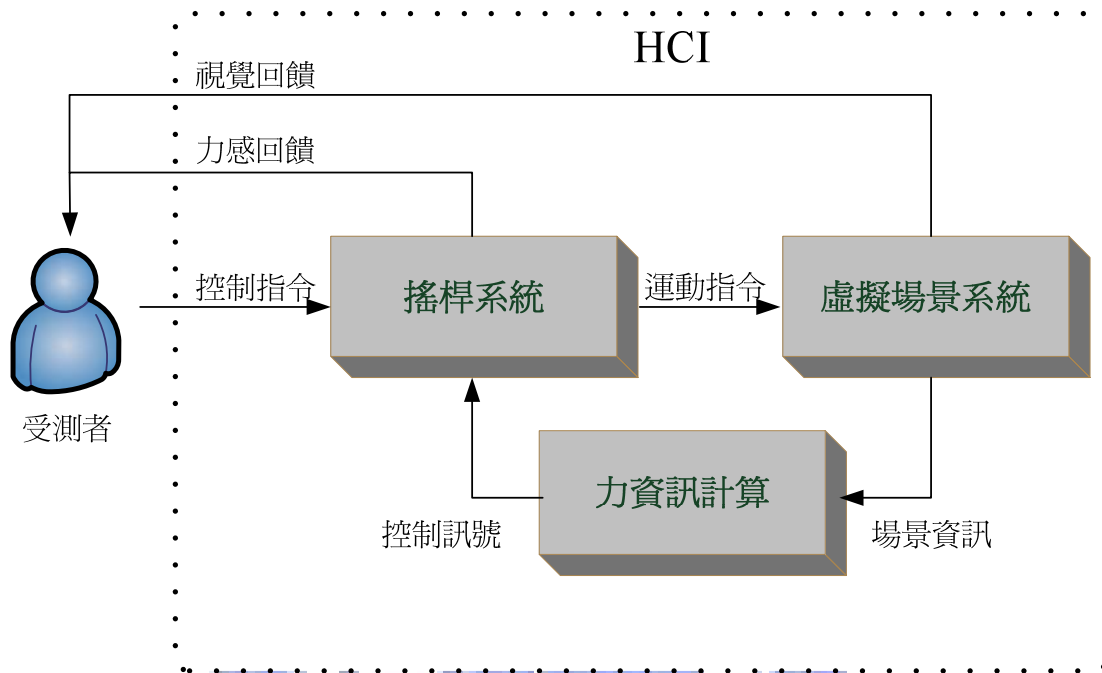 HCI
視覺回饋
力感回饋
控制指令
搖桿系統
運動指令
虛擬場景系統
受測者
力資訊計算
控制訊號
場景資訊